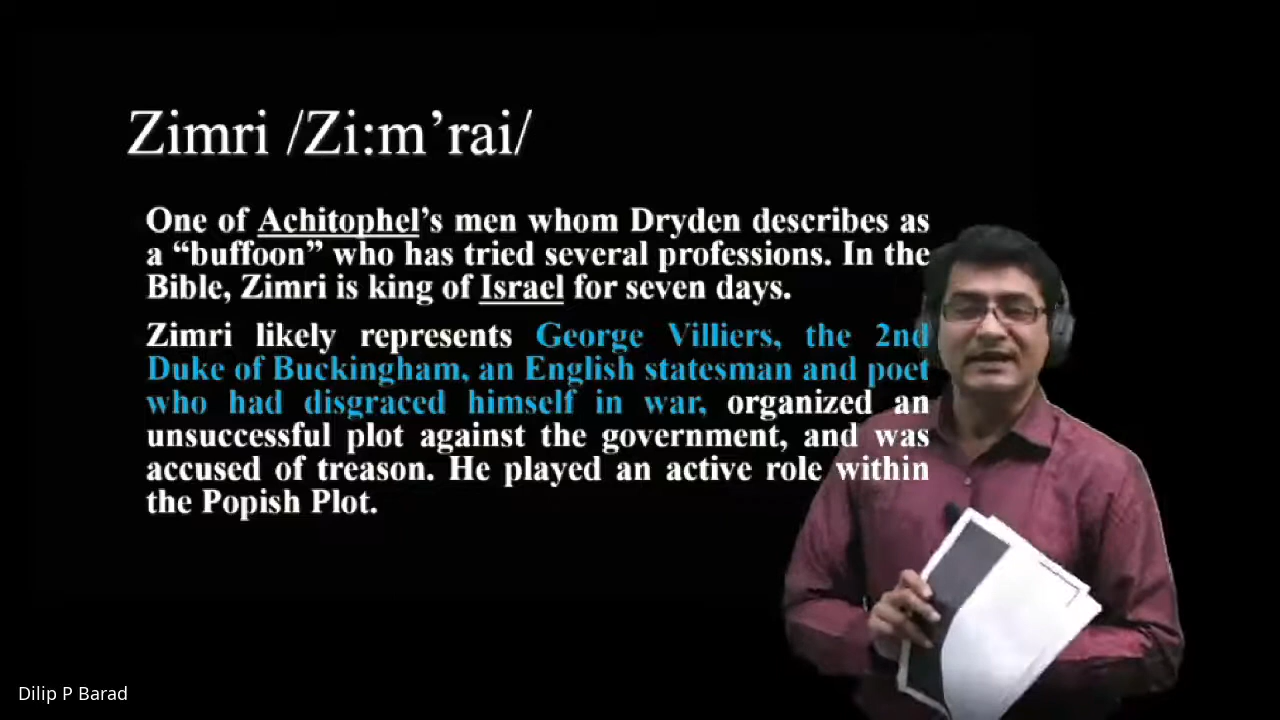 Zimri /Zi:m’rai/
One of Achitophel’s men whom Dryden describes as
a “buffoon” who has tried several professions. In the
Bible, Zimri is king of Israel for seven days.
Zimri likely represents George Villiers, the 2nd
Duke of Buckingham, an English statesman and poet
who had disgraced himself in war, organized an
unsuccessful plot against the government, and was
accused of treason. He played an active role within
the Popish Plot.
Dilip P Barad